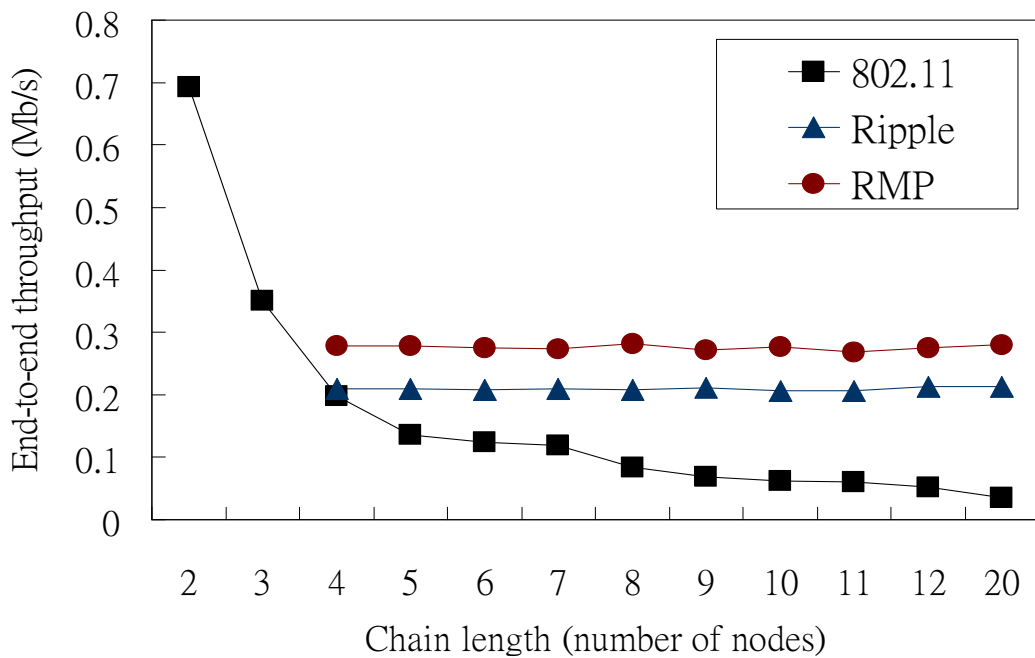 End-to-end throughput (Mb/s)
0.8
0.7
0.6
0.5
0.4
0.3
0.2
0.1
0
802.11
Ripple
RMP
2 3 4 5 6 7 8 9 10 11 12 20
Chain length (number of nodes)